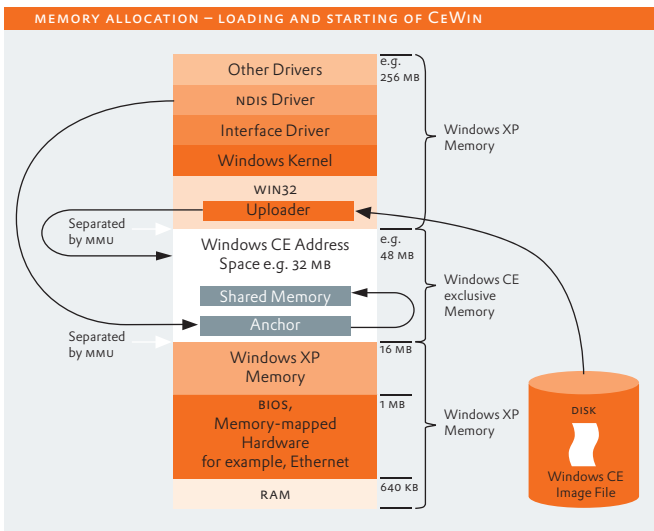 MEMORY ALLOCATION – LOADING AND STARTING OF CEWIN
Other Drivers
NDIS Driver
Interface Driver
Windows Kernel
WIN32
Uploader
e.g.
256 MB
Windows XP
Memory
Separated
by MMU
Windows CE Address
Space e.g. 32 MB
Shared Memory
Anchor
e.g.
48 MB
Windows CE
exclusive
Memory
Separated
by MMU
16 MB
Windows XP
Memory
1 MB
BIOS,
Memory-mapped
Hardware
for example, Ethernet
640 KB
RAM
Windows XP
Memory
DISK
Windows CE
Image File